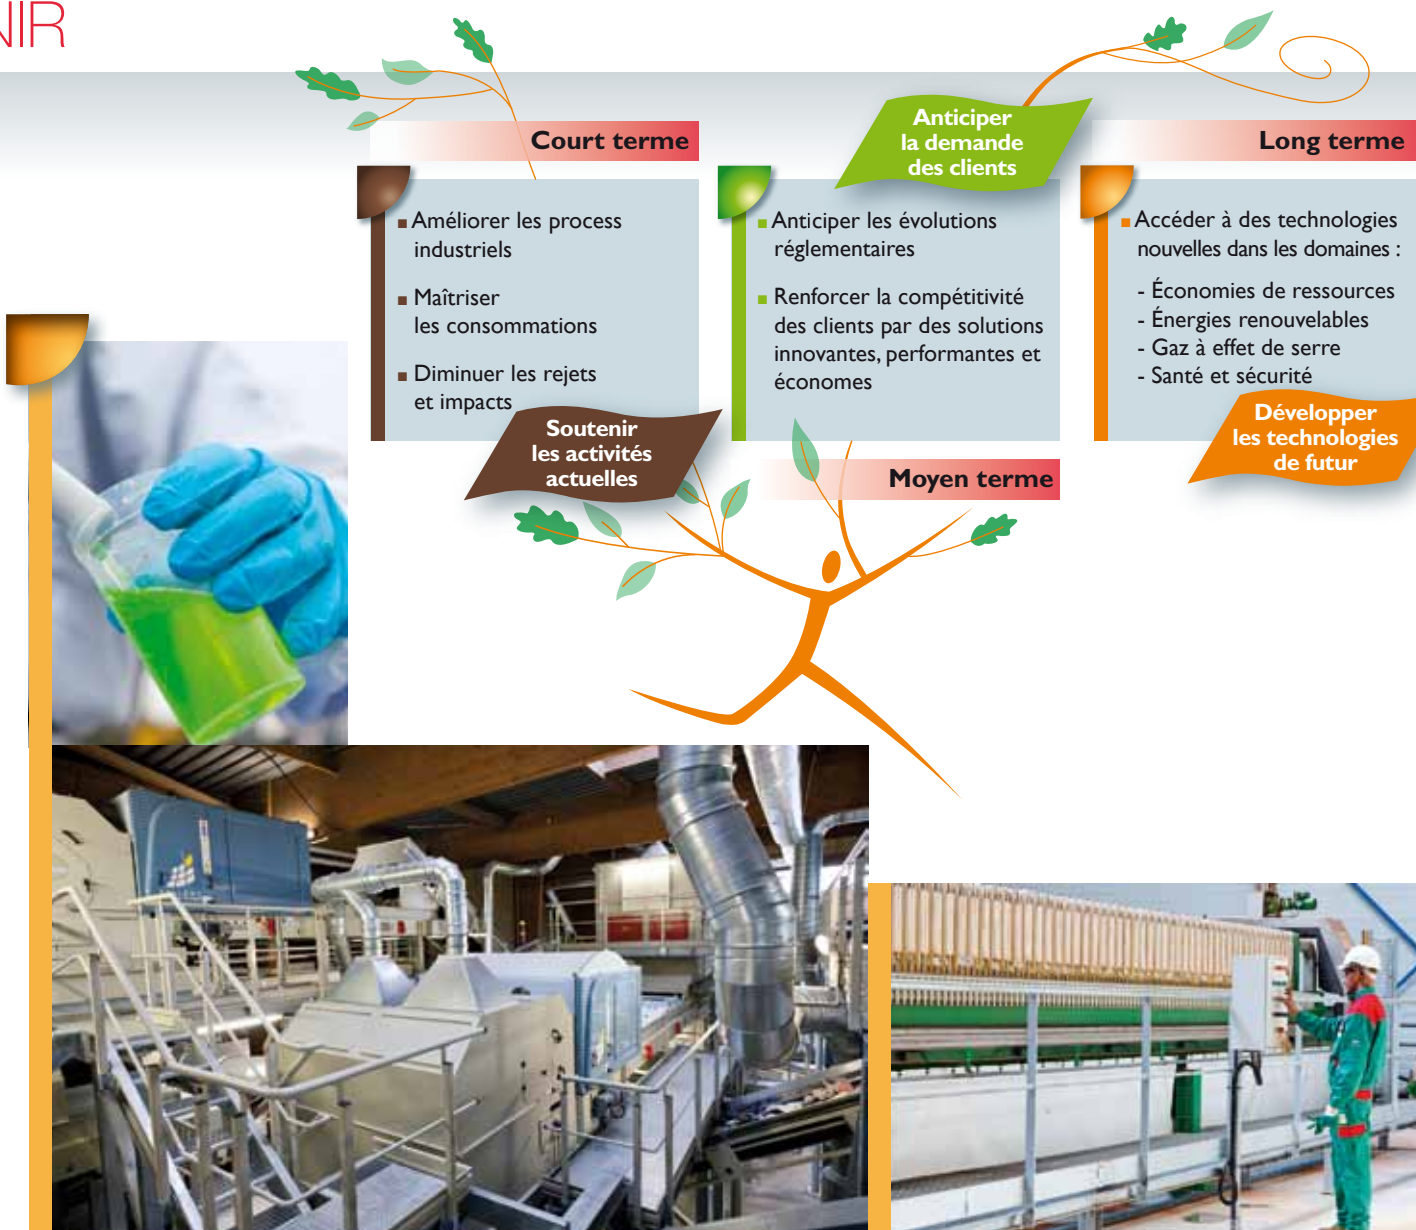 NIR
Court terme
Améliorer les process
industriels
Maîtriser
les consommations
Diminuer les rejets
et impacts
Soutenir
les activités
actuelles
Anticiper
la demande
des clients
Anticiper les évolutions
réglementaires
Renforcer la compétitivité
des clients par des solutions
innovantes, performantes et
économes
Moyen terme
Long terme
Accéder à des technologies
nouvelles dans les domaines :
- Économies de ressources
- Énergies renouvelables
- Gaz à effet de serre
- Santé et sécurité
Développer
les technologies
de futur